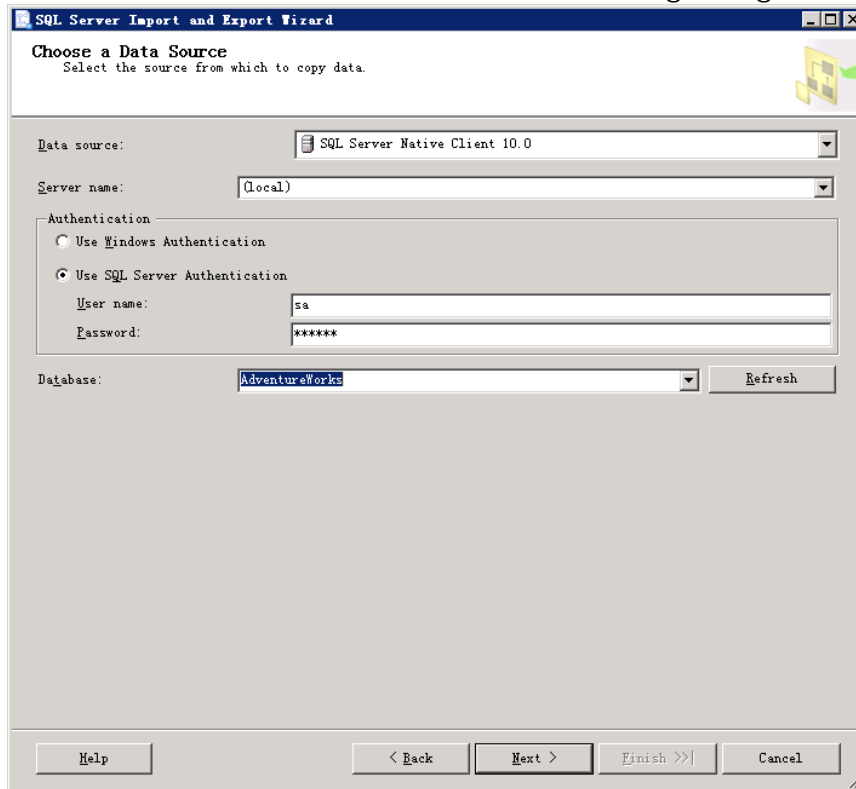 SQL Server Import and Export Wizard
Choose a Data Source
Select the source from which to copy data.
Data source:
SQL Server Native Client 10.0
Server name:
(local)
Authentication
Use Windows Authentication
Use SQL Server Authentication
User name:
sa
Password:
******
Database:
AdventureWorks
Refresh
Help
< Back
Next >
Finish >>|
Cancel